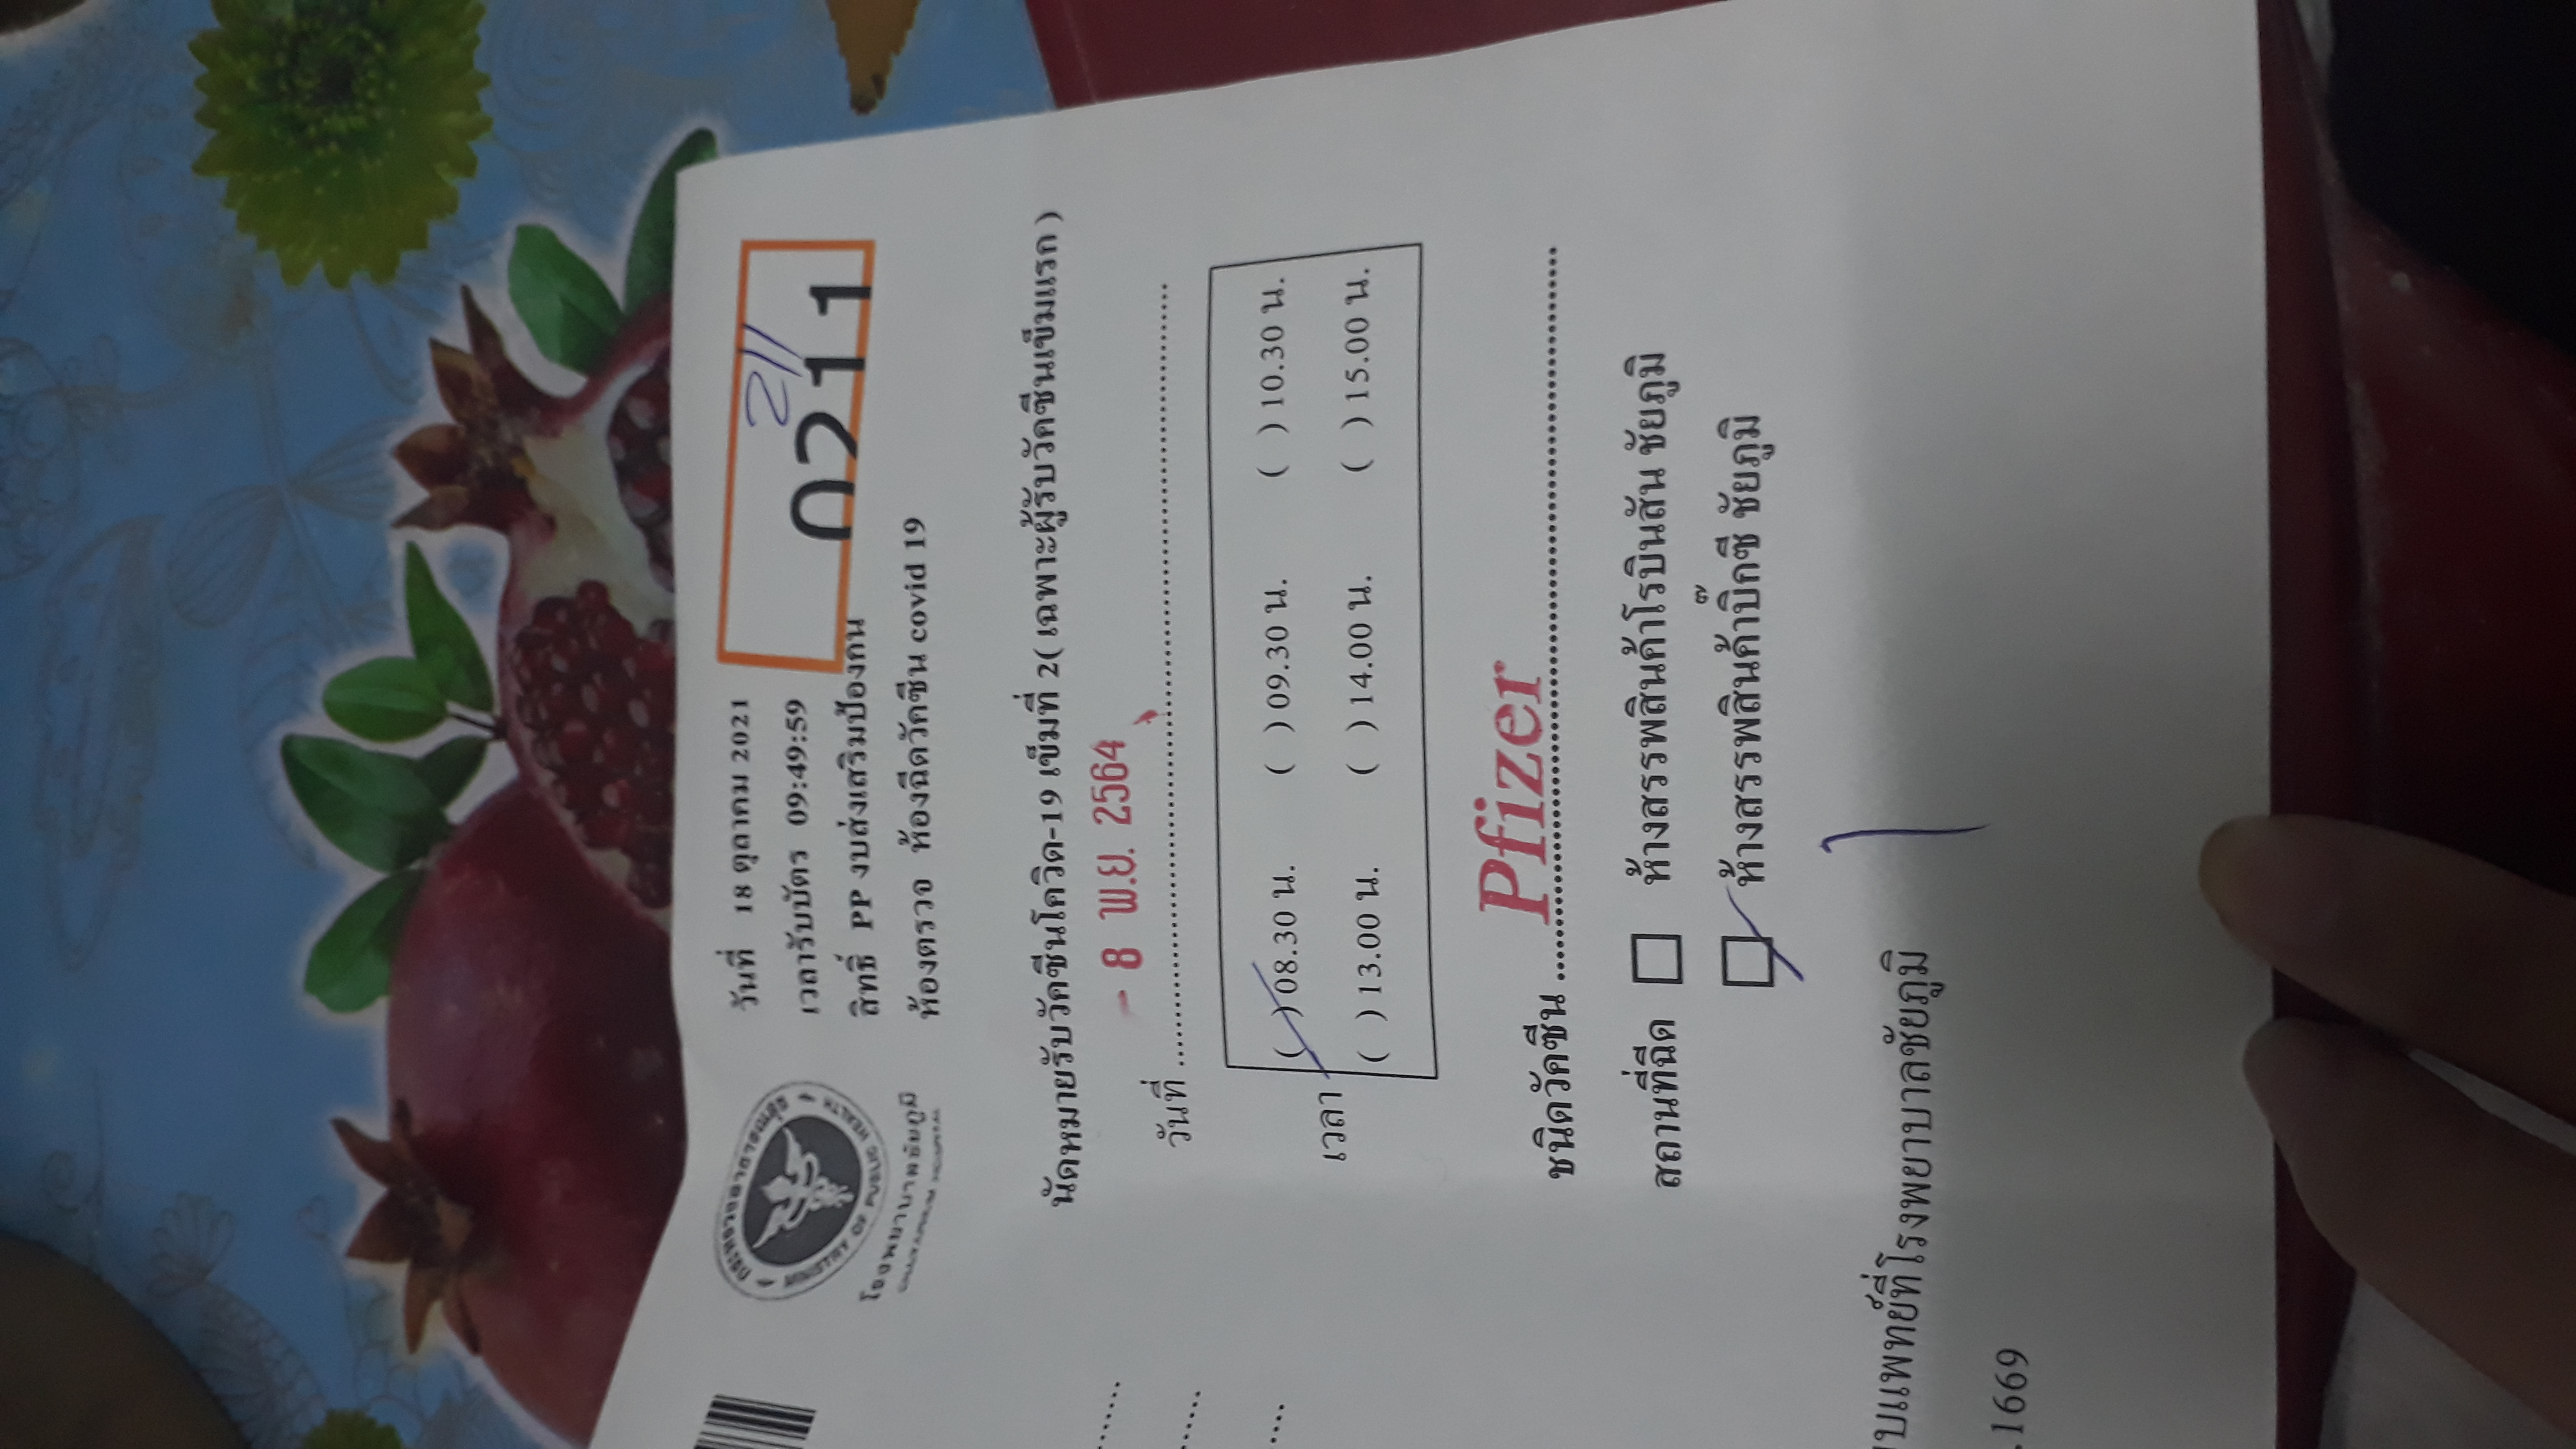 กระทรวงสาธารณสุข
MINISTRY OF PUBLIC HEALTH
โรงพยาบาลชัยภูมิ
CHAIYAPHUM HOSPITAL
วันที่ 18 ตุลาคม 2021
เวลารับบัตร 09:49:59
สิทธิ์ PP งบส่งเสริมป้องกัน
ห้องตรวจ ห้องฉีดวัคซีน covid 19
211
0211
นัดหมายรับวัคซีนโควิด-19 เข็มที่ 2( เฉพาะผู้รับวัคซีนเข็มแรก )
- 8 พ.ย. 2564
วันที่ ........................................................................
เวลา
( ) 08.30 น. ( ) 09.30 น. ( ) 10.30 น.
( ) 13.00 น. ( ) 14.00 น. ( ) 15.00 น.
ชนิดวัคซีน ..... Pfizer ........................................
สถานที่ฉีด ห้างสรรพสินค้าโรบินสัน ชัยภูมิ
ห้างสรรพสินค้าบิ๊กซี ชัยภูมิ
บแพทย์ที่โรงพยาบาลชัยภูมิ
.1669